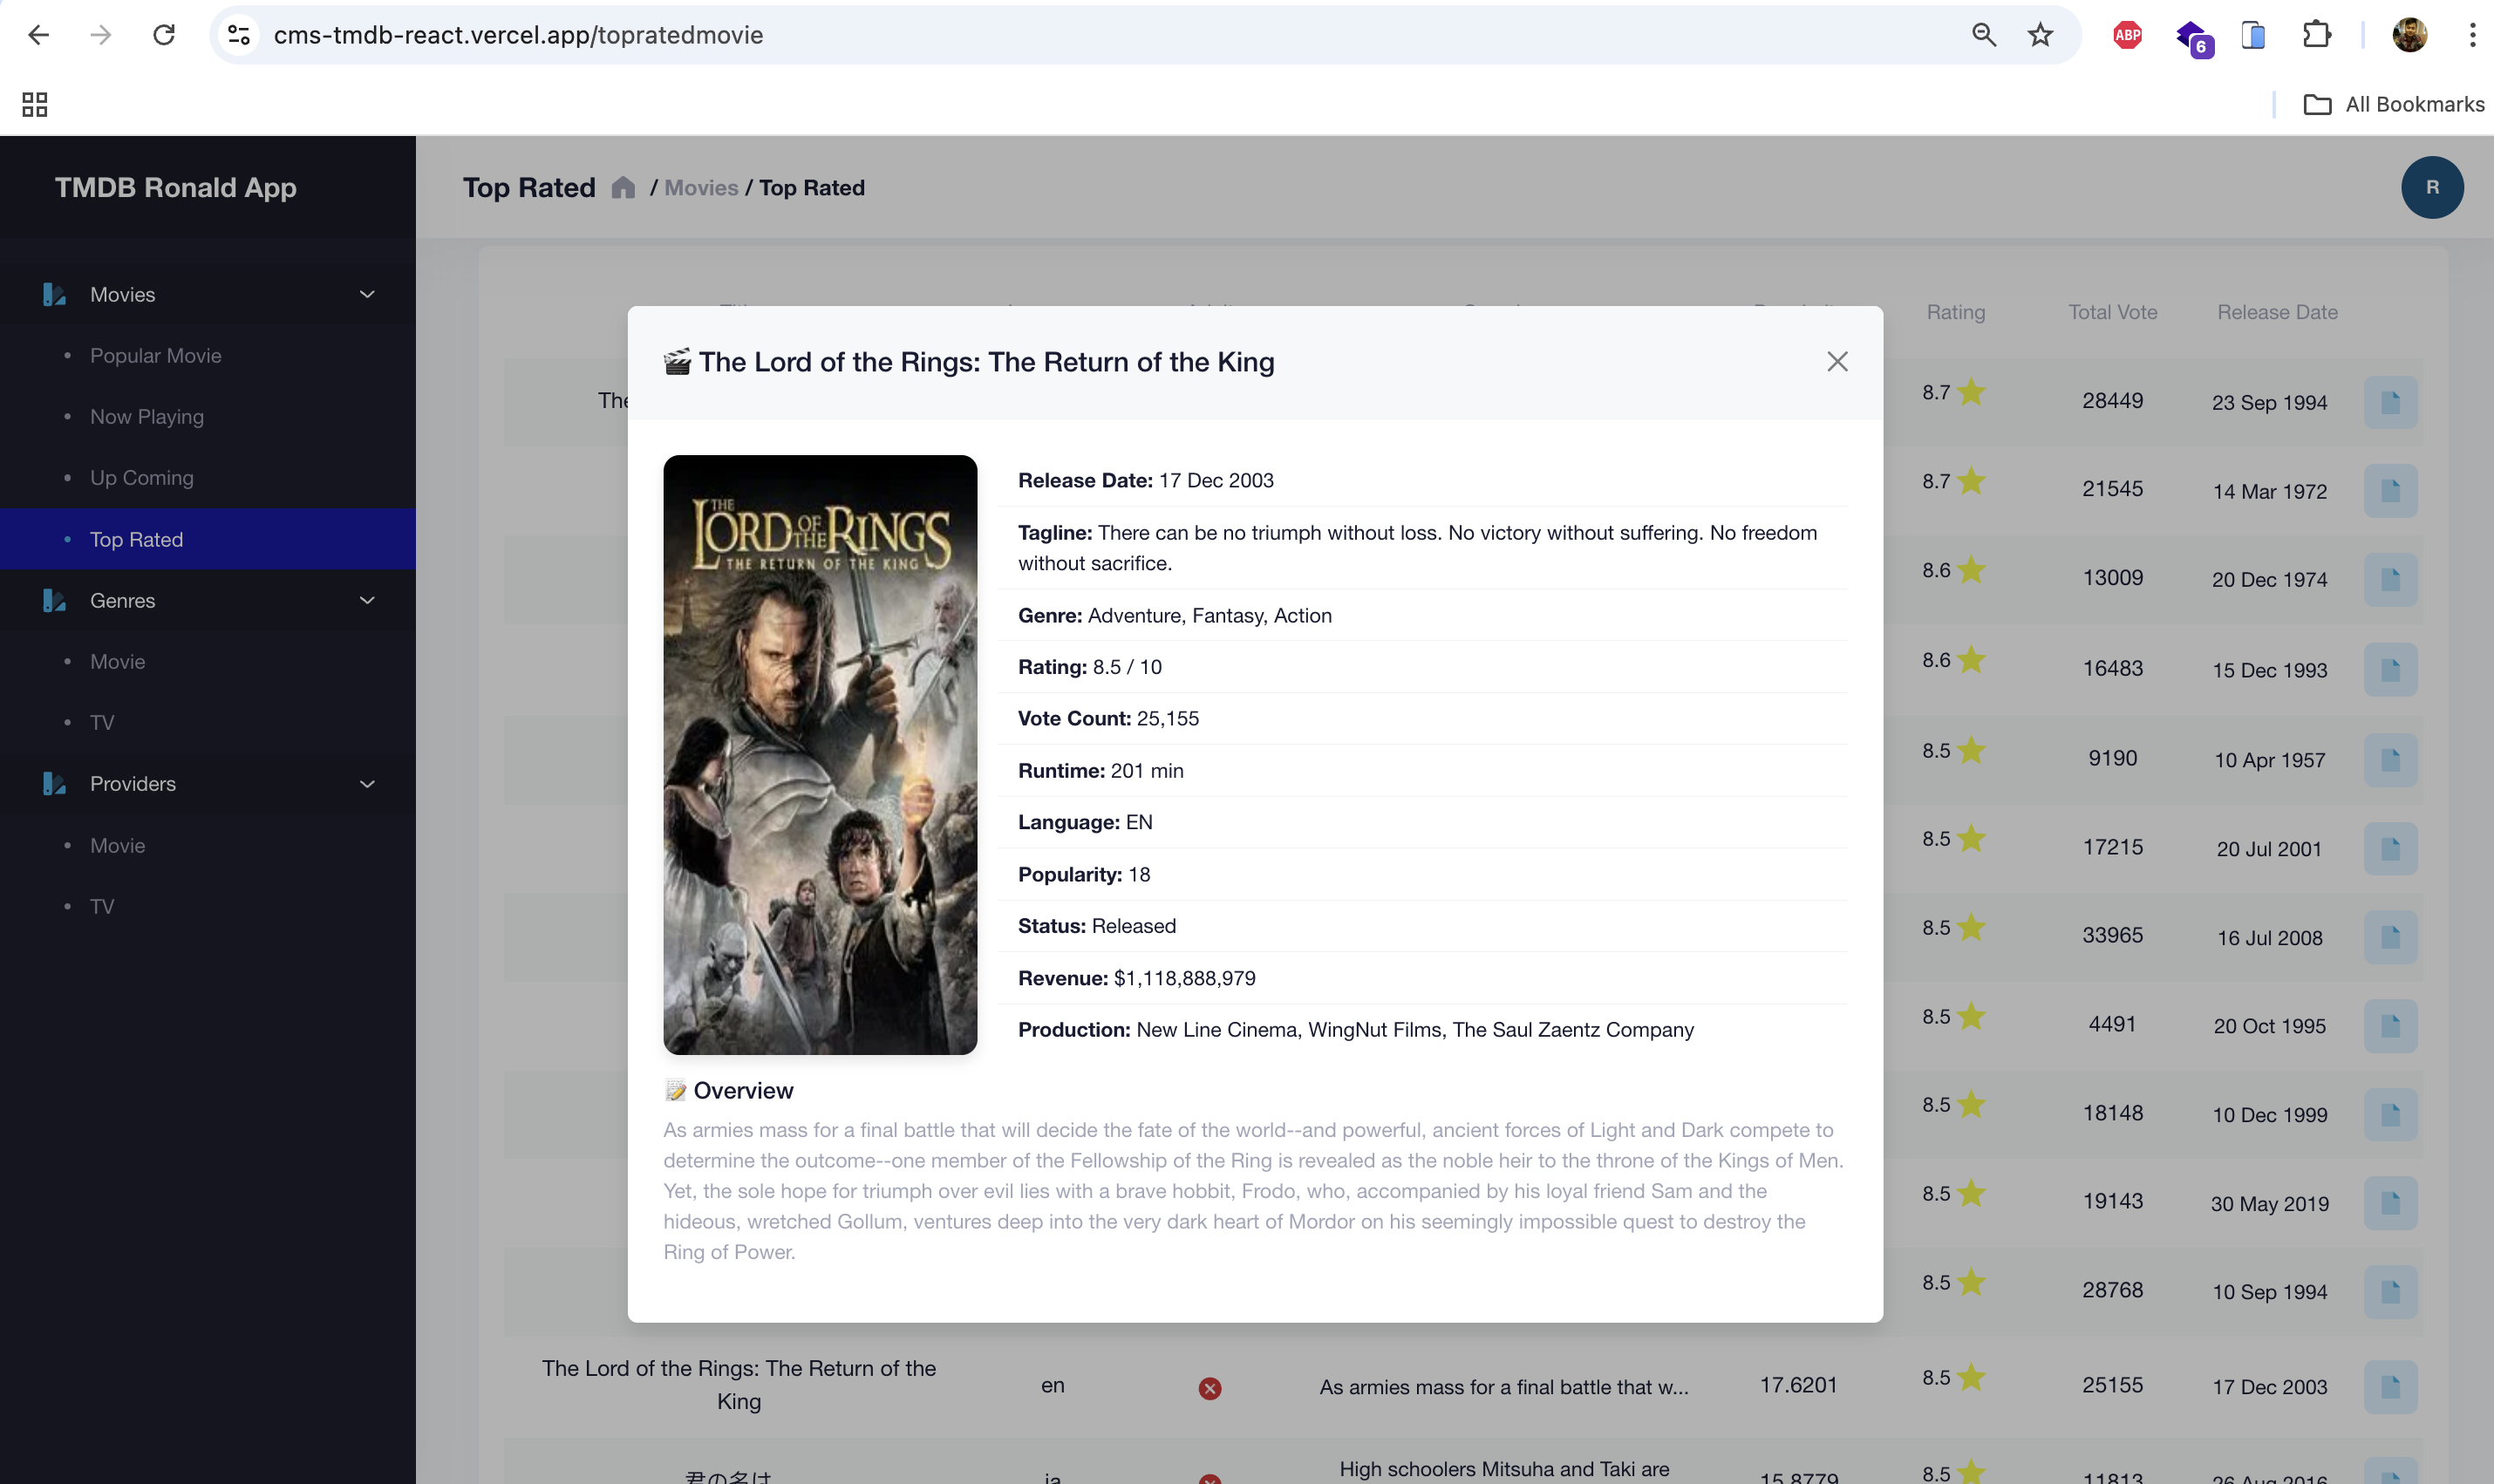 cms-tmdb-react.vercel.app/topratedmovie
ABP
6
All Bookmarks
TMDB Ronald App
Top Rated / Movies / Top Rated
R
Movies
Popular Movie
Now Playing
Up Coming
Top Rated
Genres
Movie
TV
Providers
Movie
TV
Rating Total Vote Release Date
The
8.7 28449 23 Sep 1994
8.7 21545 14 Mar 1972
8.6 13009 20 Dec 1974
8.6 16483 15 Dec 1993
8.5 9190 10 Apr 1957
8.5 17215 20 Jul 2001
8.5 33965 16 Jul 2008
8.5 4491 20 Oct 1995
8.5 18148 10 Dec 1999
8.5 19143 30 May 2019
8.5 28768 10 Sep 1994
🎬 The Lord of the Rings: The Return of the King
THE
LORD OF THE RINGS
THE RETURN OF THE KING
Release Date: 17 Dec 2003
Tagline: There can be no triumph without loss. No victory without suffering. No freedom
without sacrifice.
Genre: Adventure, Fantasy, Action
Rating: 8.5 / 10
Vote Count: 25,155
Runtime: 201 min
Language: EN
Popularity: 18
Status: Released
Revenue: $1,118,888,979
Production: New Line Cinema, WingNut Films, The Saul Zaentz Company
📝 Overview
As armies mass for a final battle that will decide the fate of the world--and powerful, ancient forces of Light and Dark compete to
determine the outcome--one member of the Fellowship of the Ring is revealed as the noble heir to the throne of the Kings of Men.
Yet, the sole hope for triumph over evil lies with a brave hobbit, Frodo, who, accompanied by his loyal friend Sam and the
hideous, wretched Gollum, ventures deep into the very dark heart of Mordor on his seemingly impossible quest to destroy the
Ring of Power.
The Lord of the Rings: The Return of the
King
en As armies mass for a final battle that w... 17.6201 8.5 25155 17 Dec 2003
君の名は
ja High schoolers Mitsuha and Taki are 15.8779 8.5 11813 26 Aug 2016